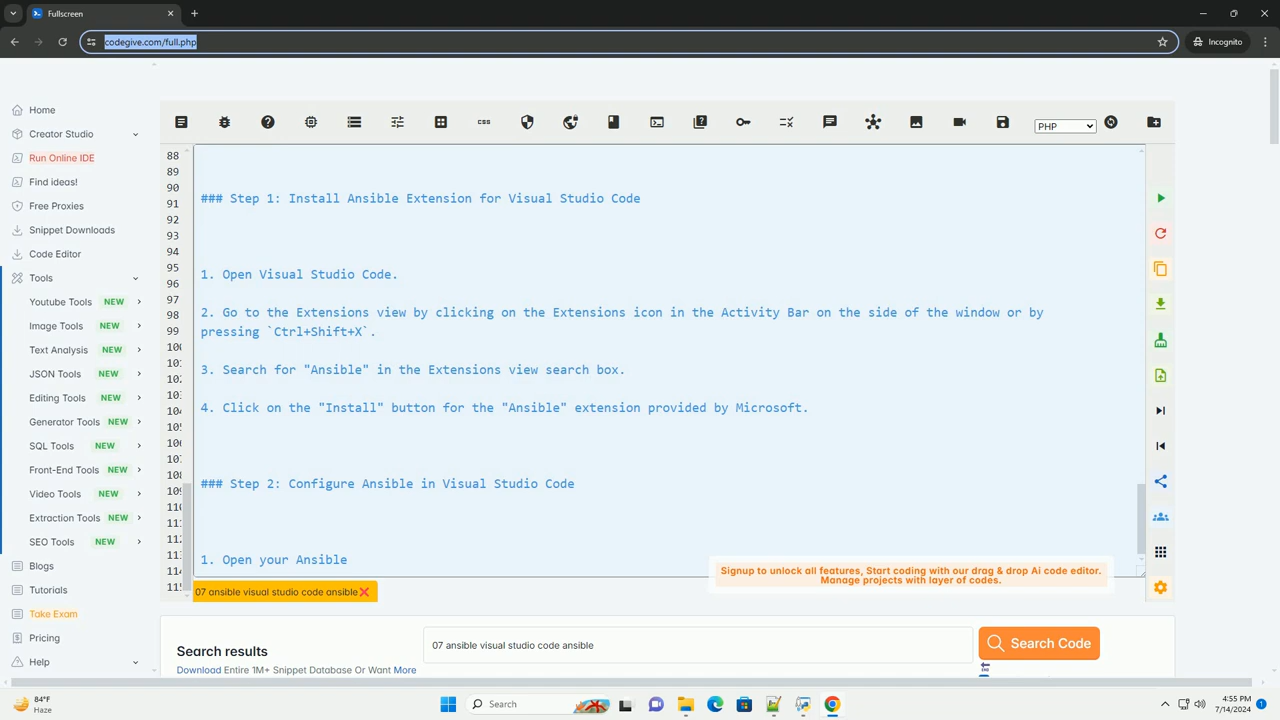 Fullscreen
codegive.com/full.php
Incognito
Home
Creator Studio
Run Online IDE
Find ideas!
Free Proxies
Snippet Downloads
Code Editor
Tools
Youtube Tools NEW
Image Tools NEW
Text Analysis NEW
JSON Tools NEW
Editing Tools NEW
Generator Tools NEW
SQL Tools NEW
Front-End Tools NEW
Video Tools NEW
Extraction Tools NEW
SEO Tools NEW
Blogs
Tutorials
Take Exam
Pricing
Help
css
PHP
88
89
90
91
92
93
94
95
96
97
98
99
### Step 1: Install Ansible Extension for Visual Studio Code
1. Open Visual Studio Code.
2. Go to the Extensions view by clicking on the Extensions icon in the Activity Bar on the side of the window or by
pressing `Ctrl+Shift+X`.
3. Search for "Ansible" in the Extensions view search box.
4. Click on the "Install" button for the "Ansible" extension provided by Microsoft.
### Step 2: Configure Ansible in Visual Studio Code
1. Open your Ansible
Signup to unlock all features, Start coding with our drag & drop Ai code editor.
Manage projects with layer of codes.
07 ansible visual studio code ansible
Search results
Download Entire 1M+ Snippet Database Or Want More
07 ansible visual studio code ansible
Search Code
84°F
Haze
Search
4:55 PM
7/14/2024